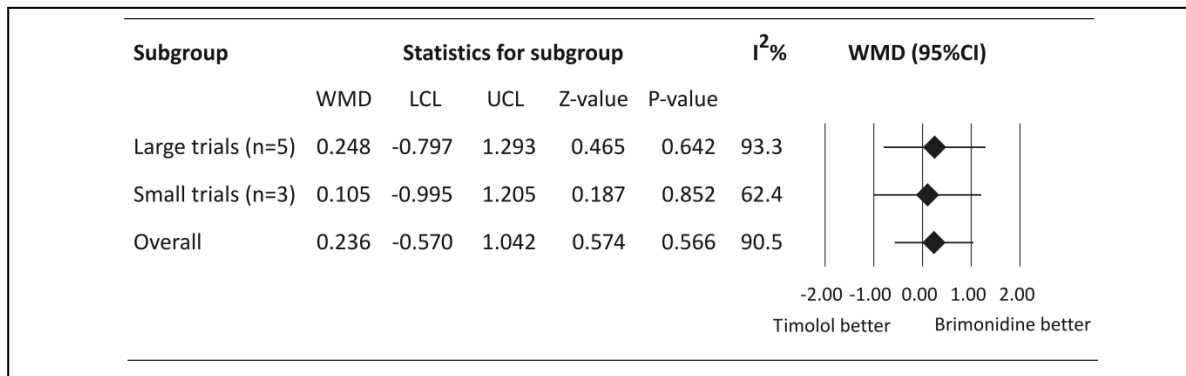 Subgroup Statistics for subgroup I²% WMD (95%CI)
WMD LCL UCL Z-value P-value
Large trials (n=5) 0.248 -0.797 1.293 0.465 0.642 93.3
Small trials (n=3) 0.105 -0.995 1.205 0.187 0.852 62.4
Overall 0.236 -0.570 1.042 0.574 0.566 90.5
-2.00 -1.00 0.00 1.00 2.00
Timolol better Brimonidine better